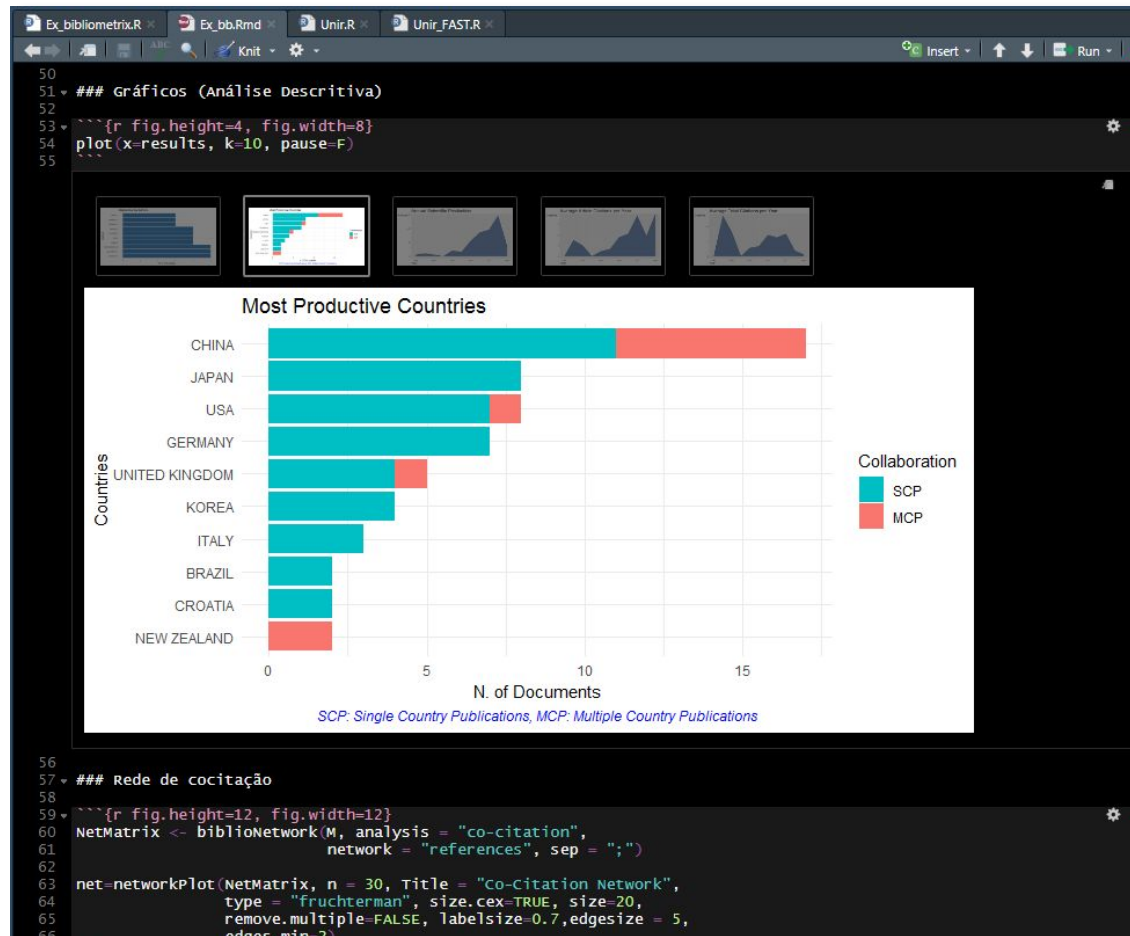 Ex_bibliometrix.R × Ex_bb.Rmd × Unir.R × Unir_FAST.R ×
ABC Knit Insert Run
50
51 ### Gráficos (Análise Descritiva)
52
53 ```{r fig.height=4, fig.width=8}
54 plot(x=results, k=10, pause=F)
55 ```
Most Productive Countries
Countries
CHINA
JAPAN
USA
GERMANY
UNITED KINGDOM
KOREA
ITALY
BRAZIL
CROATIA
NEW ZEALAND
0 5 10 15
N. of Documents
SCP: Single Country Publications, MCP: Multiple Country Publications
Collaboration
SCP
MCP
56
57 ### Rede de cocitação
58
59 ```{r fig.height=12, fig.width=12}
60 NetMatrix <- biblioNetwork(M, analysis = "co-citation",
61 network = "references", sep = ";")
62
63 net=networkPlot(NetMatrix, n = 30, Title = "Co-Citation Network",
64 type = "fruchterman", size.cex=TRUE, size=20,
65 remove.multiple=FALSE, labelsize=0.7,edgesize = 5,
66 edges.min=2)